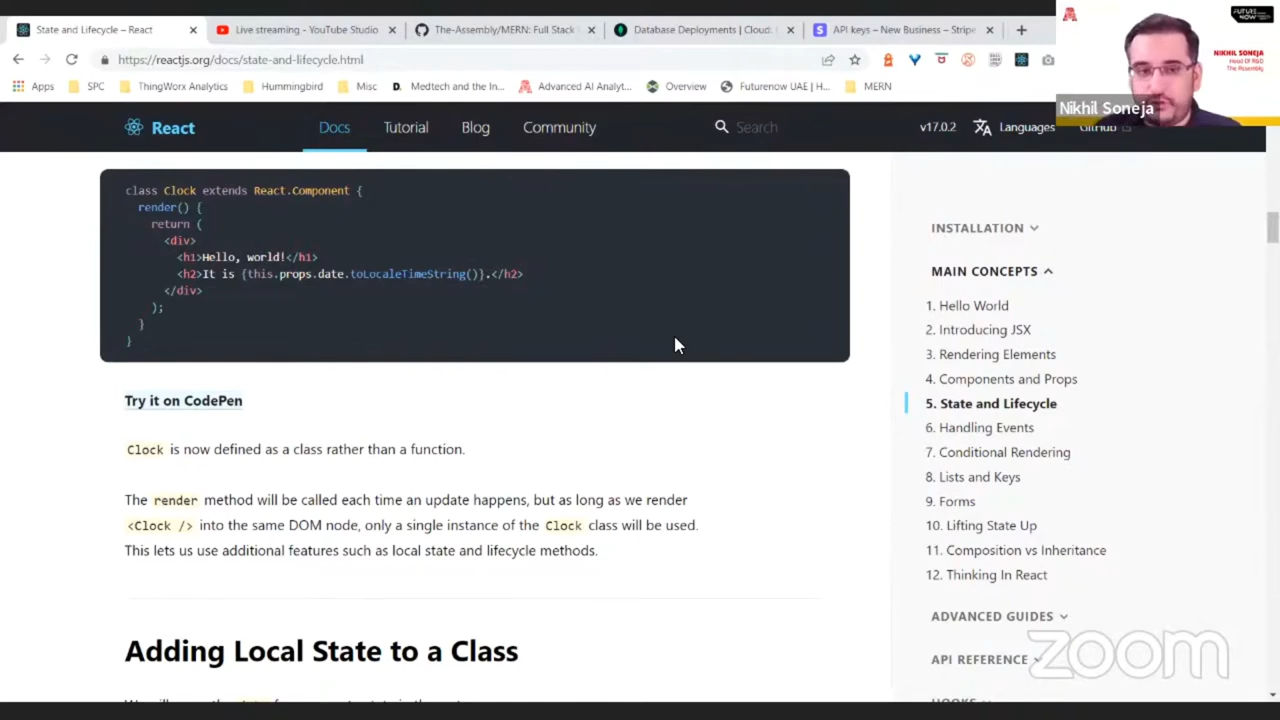 State and Lifecycle – React
Live streaming - YouTube Studio
The-Assembly/MERN: Full Stack
Database Deployments | Cloud:
API keys – New Business – Stripe
https://reactjs.org/docs/state-and-lifecycle.html
Apps
SPC
ThingWorx Analytics
Hummingbird
Misc
Medtech and the In...
Advanced AI Analyt...
Overview
Futurenow UAE | H...
MERN
FUTURE
NOW
NIKHIL SONEJA
Head Of R&D
The Assembly
Nikhil Soneja
React
Docs
Tutorial
Blog
Community
Search
v17.0.2
Languages
GitHub
class Clock extends React.Component {
render() {
return (
<div>
<h1>Hello, world!</h1>
<h2>It is {this.props.date.toLocaleTimeString()}.</h2>
</div>
);
}
}
Try it on CodePen
Clock is now defined as a class rather than a function.
The render method will be called each time an update happens, but as long as we render
<Clock /> into the same DOM node, only a single instance of the Clock class will be used.
This lets us use additional features such as local state and lifecycle methods.
Adding Local State to a Class
INSTALLATION
MAIN CONCEPTS
1. Hello World
2. Introducing JSX
3. Rendering Elements
4. Components and Props
5. State and Lifecycle
6. Handling Events
7. Conditional Rendering
8. Lists and Keys
9. Forms
10. Lifting State Up
11. Composition vs Inheritance
12. Thinking In React
ADVANCED GUIDES
API REFERENCE
zoom